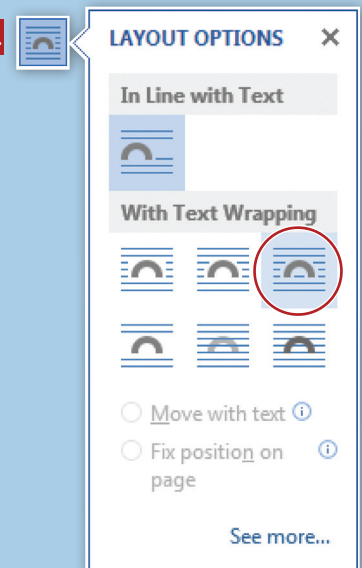 LAYOUT OPTIONS
In Line with Text
With Text Wrapping
Move with text
Fix position on
page
See more...